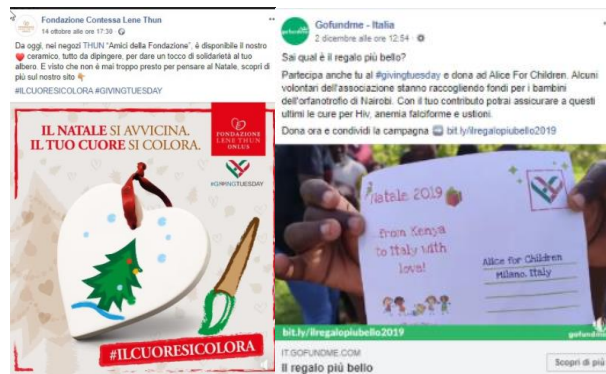 Fondazione Contessa Lene Thun
14 ottobre alle ore 17:30
Da oggi, nei negozi THUN "Amici della Fondazione", è disponibile il nostro
❤️ ceramico, tutto da dipingere, per dare un tocco di solidarietà al tuo
albero. E visto che non è mai troppo presto per pensare al Natale, scopri di
più sul nostro sito 👇
#ILCUORESICOLORA #GIVINGTUESDAY
IL NATALE SI AVVICINA.
IL TUO CUORE SI COLORA.
FONDAZIONE
LENE THUN
ONLUS
#GIVINGTUESDAY
#ILCUORESICOLORA
gofundme
Gofundme - Italia
2 dicembre alle ore 12:54
Sai qual è il regalo più bello?
Partecipa anche tu al #givingtuesday e dona ad Alice For Children. Alcuni
volontari dell'associazione stanno raccogliendo fondi per i bambini
dell'orfanotrofio di Nairobi. Con il tuo contributo potrai assicurare a questi
ultimi le cure per Hiv, anemia falciforme e ustioni.
Dona ora e condividi la campagna ➡️ bit.ly/ilregalopiubello2019
Natale 2019
from Kenya
to Italy with
love!
Alice for Children
Milano, Italy
bit.ly/ilregalopiubello2019
gofundme
IT.GOFUNDME.COM
Il regalo più bello
Scopri di più